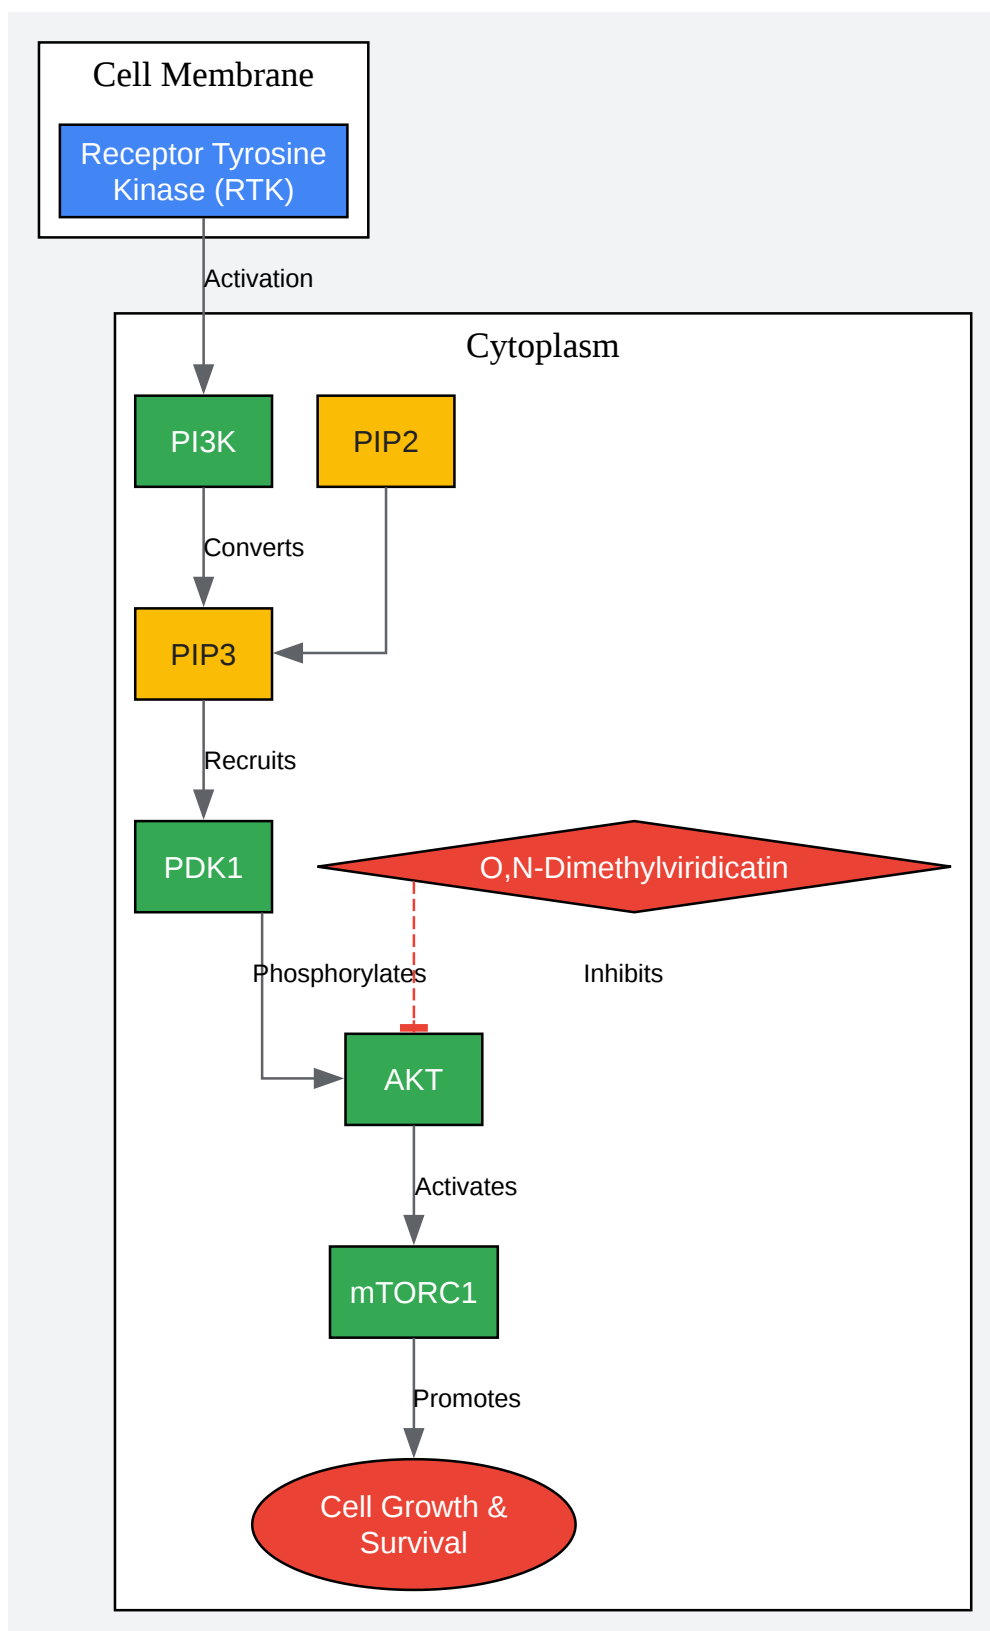 Cell Membrane
Receptor Tyrosine
Kinase (RTK)
Activation
Cytoplasm
PI3K
PIP2
Converts
PIP3
Recruits
PDK1
O,N-Dimethylviridicatin
Phosphorylates
Inhibits
AKT
Activates
mTORC1
Promotes
Cell Growth &
Survival